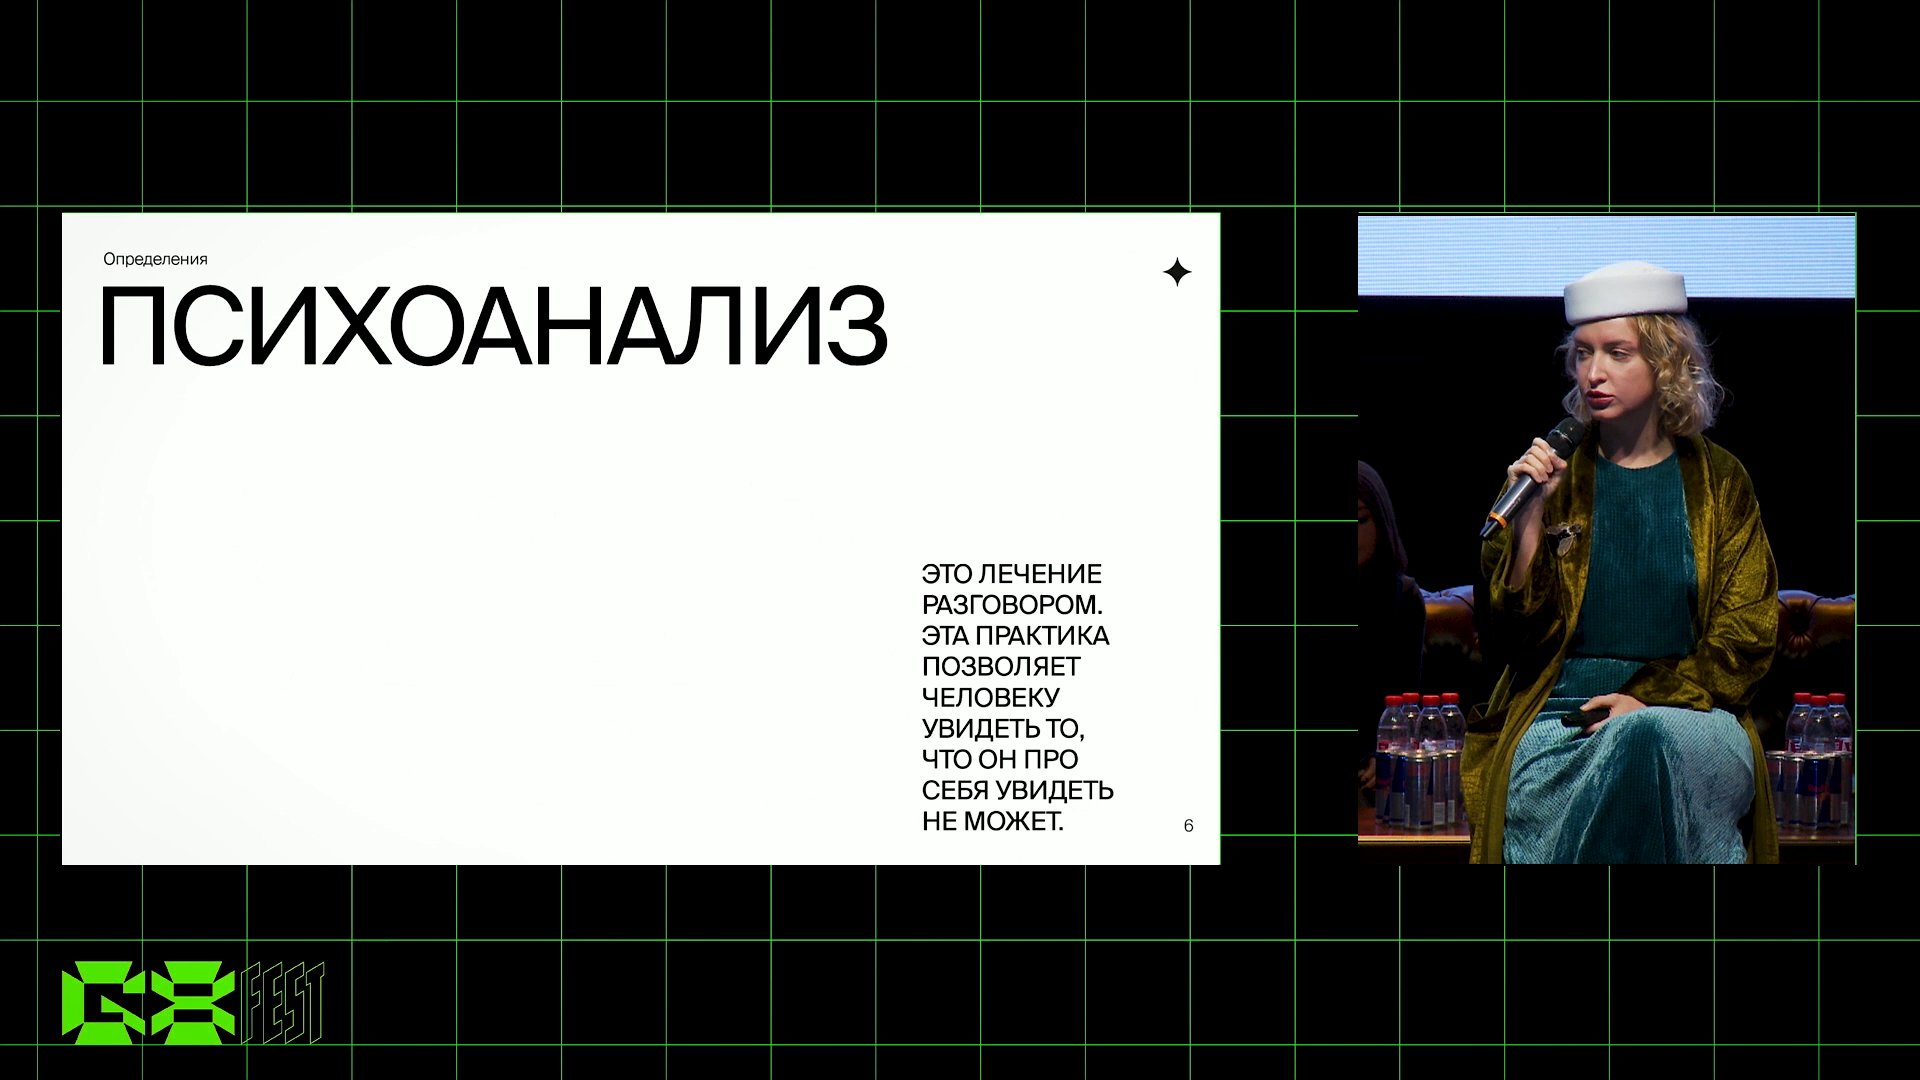 Определения
ПСИХОАНАЛИЗ
ЭТО ЛЕЧЕНИЕ
РАЗГОВОРОМ.
ЭТА ПРАКТИКА
ПОЗВОЛЯЕТ
ЧЕЛОВЕКУ
УВИДЕТЬ ТО,
ЧТО ОН ПРО
СЕБЯ УВИДЕТЬ
НЕ МОЖЕТ.
6
G8 FEST